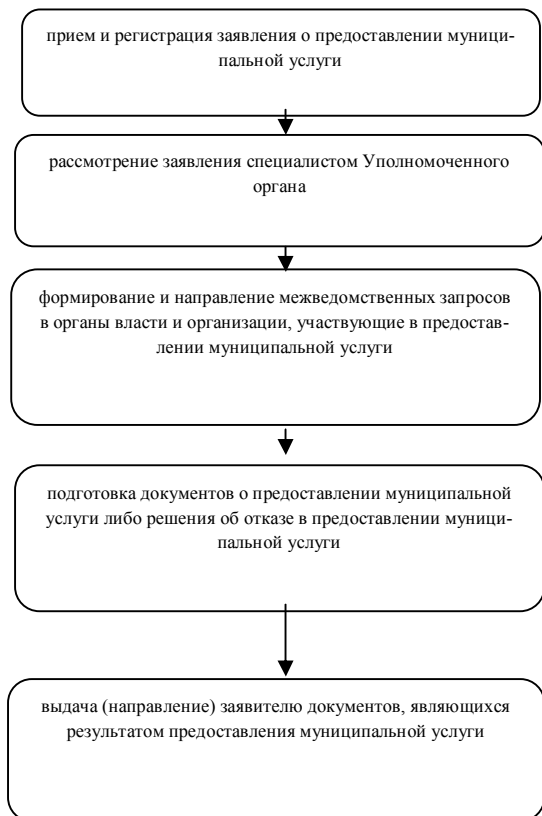 прием и регистрация заявления о предоставлении муници-
пальной услуги
рассмотрение заявления специалистом Уполномоченного
органа
формирование и направление межведомственных запросов
в органы власти и организации, участвующие в предостав-
лении муниципальной услуги
подготовка документов о предоставлении муниципальной
услуги либо решения об отказе в предоставлении муници-
пальной услуги
выдача (направление) заявителю документов, являющихся
результатом предоставления муниципальной услуги